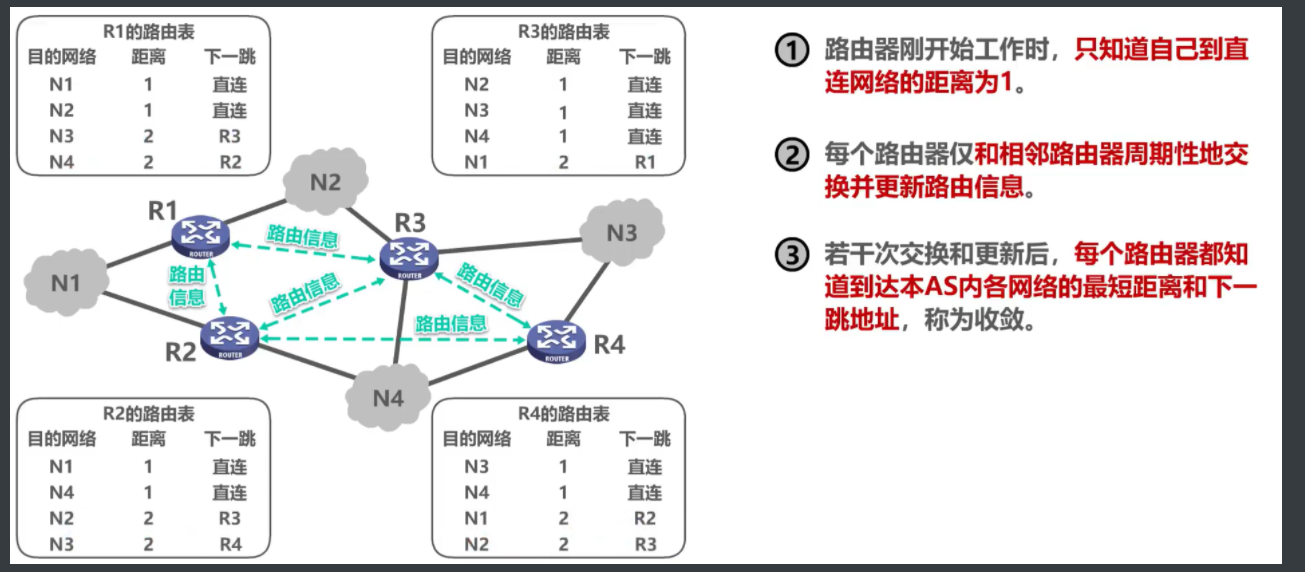 R1的路由表
目的网络 距离 下一跳
N1 1 直连
N2 1 直连
N3 2 R3
N4 2 R2
R3的路由表
目的网络 距离 下一跳
N2 1 直连
N3 1 直连
N4 1 直连
N1 2 R1
N2
R1
R3
N3
N1
R2
R4
N4
ROUTER
ROUTER
ROUTER
ROUTER
路由信息
路由
信息
路由信息
路由信息
路由信息
R2的路由表
目的网络 距离 下一跳
N1 1 直连
N4 1 直连
N2 2 R3
N3 2 R4
R4的路由表
目的网络 距离 下一跳
N3 1 直连
N4 1 直连
N1 2 R2
N2 2 R3
1 路由器刚开始工作时，只知道自己到直
连网络的距离为1。
2 每个路由器仅和相邻路由器周期性地交
换并更新路由信息。
3 若干次交换和更新后，每个路由器都知
道到达本AS内各网络的最短距离和下一
跳地址，称为收敛。